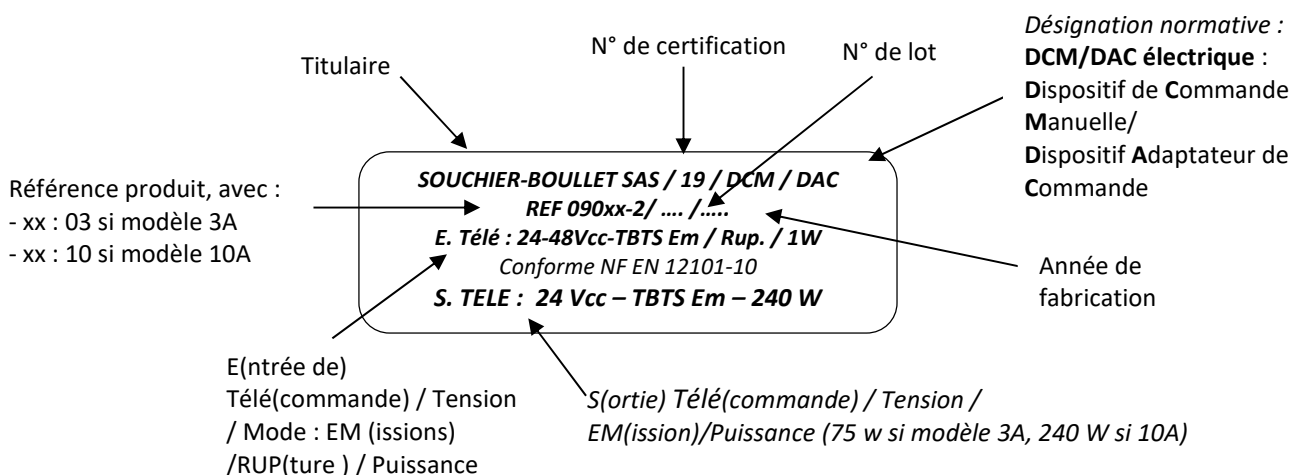 Désignation normative :
DCM/DAC électrique :
Dispositif de Commande
Manuelle/
Dispositif Adaptateur de
Commande
N° de certification
N° de lot
Titulaire
Référence produit, avec :
- xx : 03 si modèle 3A
- xx : 10 si modèle 10A
SOUCHIER-BOULLET SAS / 19 / DCM / DAC
REF 090xx-2/ .... /.....
E. Télé : 24-48Vcc-TBTS Em / Rup. / 1W
Conforme NF EN 12101-10
S. TELE : 24 Vcc – TBTS Em – 240 W
Année de
fabrication
E(ntrée de)
Télé(commande) / Tension
/ Mode : EM (issions)
/RUP(ture ) / Puissance
S(ortie) Télé(commande) / Tension /
EM(ission)/Puissance (75 w si modèle 3A, 240 W si 10A)